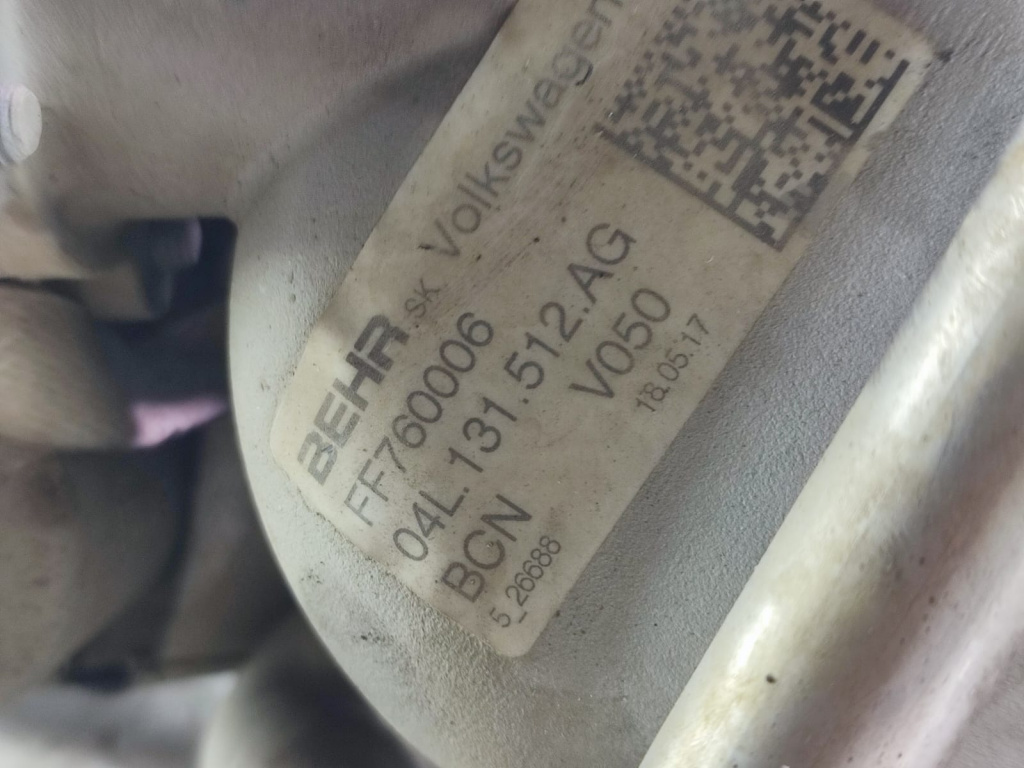 BEHR.SK Volkswagen
FF760006
04L.131.512.AG
BGN V050
5_26688 18.05.17